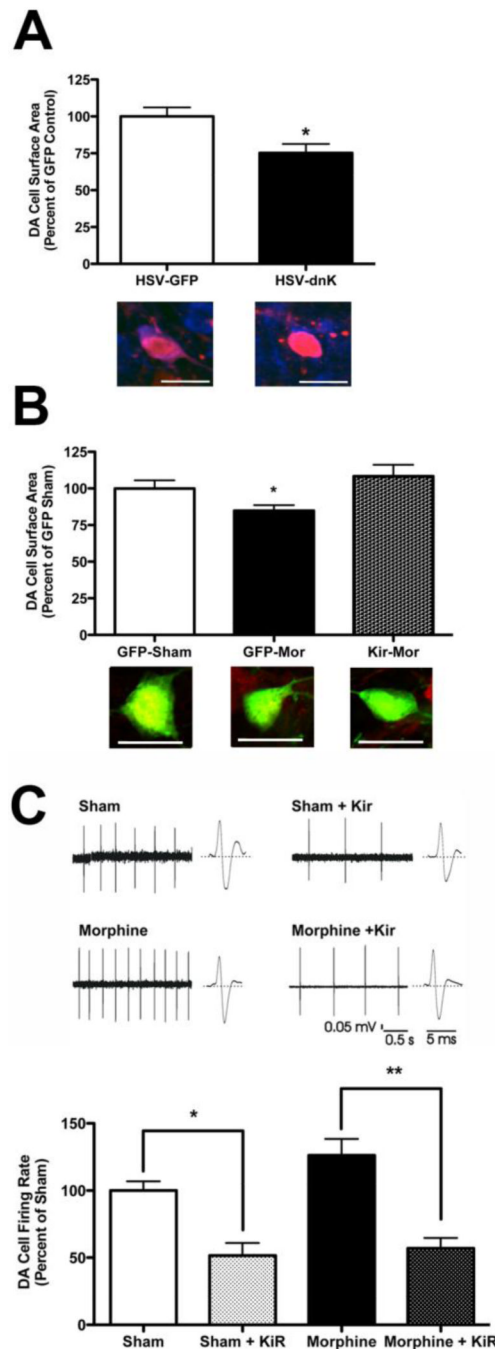 A
DA Cell Surface Area
(Percent of GFP Control)
125
100
75
50
25
0
*
HSV-GFP HSV-dnK
B
DA Cell Surface Area
(Percent of GFP Sham)
125
100
75
50
25
0
*
GFP-Sham GFP-Mor Kir-Mor
C
Sham Sham + Kir
Morphine Morphine +Kir
0.05 mV 0.5 s 5 ms
DA Cell Firing Rate
(Percent of Sham)
150
100
50
0
* **
Sham Sham + KiR Morphine Morphine + KiR